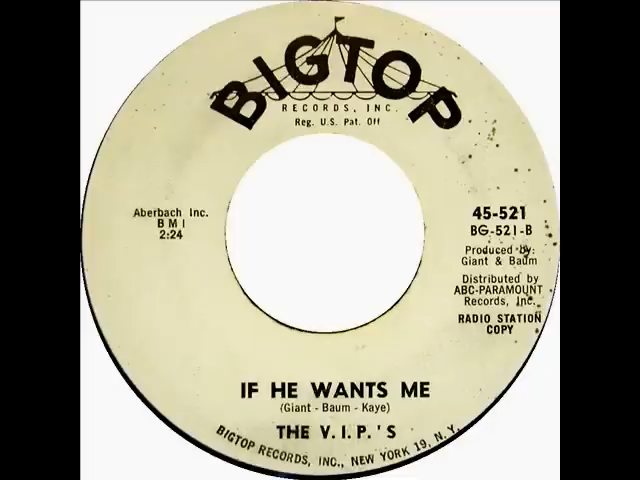 BIGTOP
RECORDS, INC.
Reg. U.S. Pat. Off
Aberbach Inc.
B M I
2:24
45-521
BG-521-B
Produced by:
Giant & Baum
Distributed by
ABC-PARAMOUNT
Records, Inc.
RADIO STATION
COPY
IF HE WANTS ME
(Giant - Baum - Kaye)
THE V.I.P.'S
BIGTOP RECORDS, INC., NEW YORK 19, N.Y.